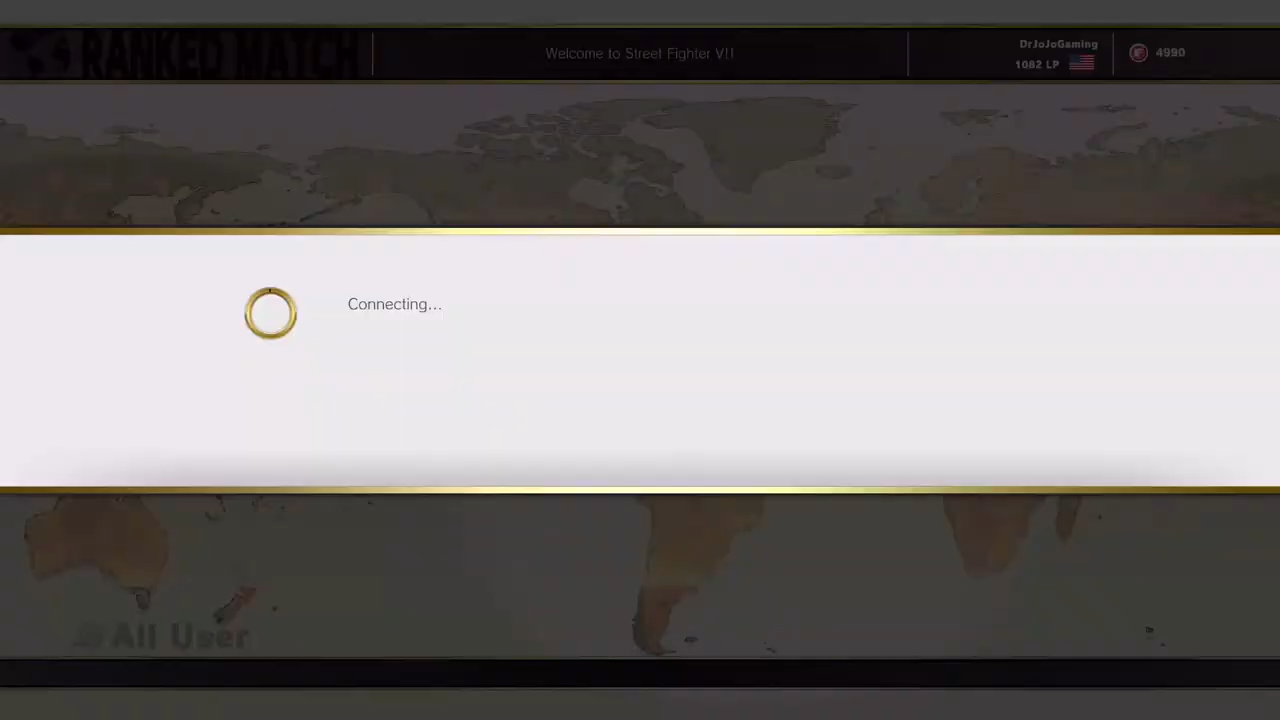 RANKED MATCH
Welcome to Street Fighter V!!
DrJoJoGaming
1082 LP
4990
Connecting...
All User